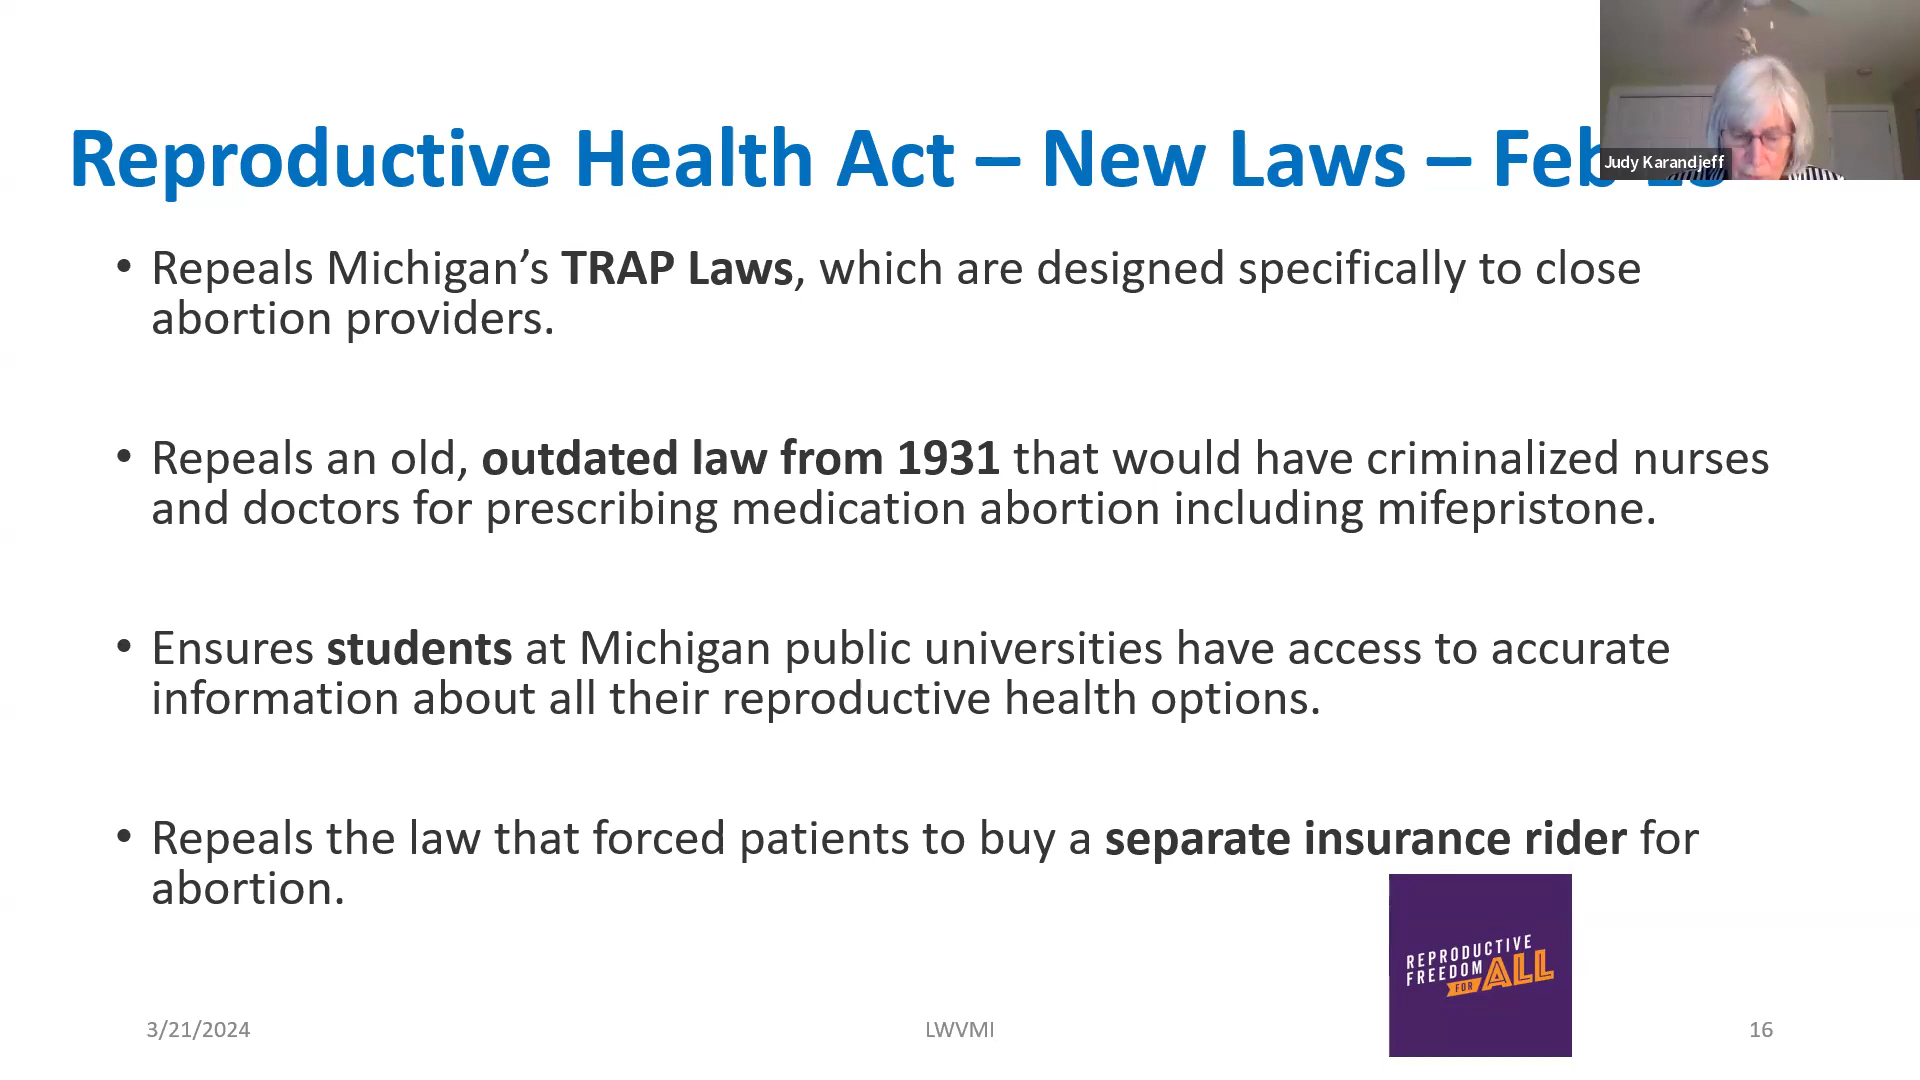 Reproductive Health Act – New Laws – Feb
Judy Karandjeff
• Repeals Michigan’s TRAP Laws, which are designed specifically to close
abortion providers.
• Repeals an old, outdated law from 1931 that would have criminalized nurses
and doctors for prescribing medication abortion including mifepristone.
• Ensures students at Michigan public universities have access to accurate
information about all their reproductive health options.
• Repeals the law that forced patients to buy a separate insurance rider for
abortion.
REPRODUCTIVE
FREEDOM
FOR ALL
3/21/2024
LWVMI
16